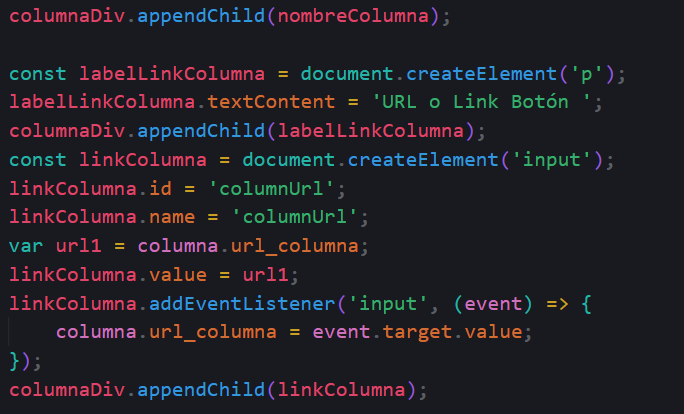 columnaDiv.appendChild(nombreColumna);
const labelLinkColumna = document.createElement('p');
labelLinkColumna.textContent = 'URL o Link Botón ';
columnaDiv.appendChild(labelLinkColumna);
const linkColumna = document.createElement('input');
linkColumna.id = 'columnUrl';
linkColumna.name = 'columnUrl';
var url1 = columna.url_columna;
linkColumna.value = url1;
linkColumna.addEventListener('input', (event) => {
    columna.url_columna = event.target.value;
});
columnaDiv.appendChild(linkColumna);